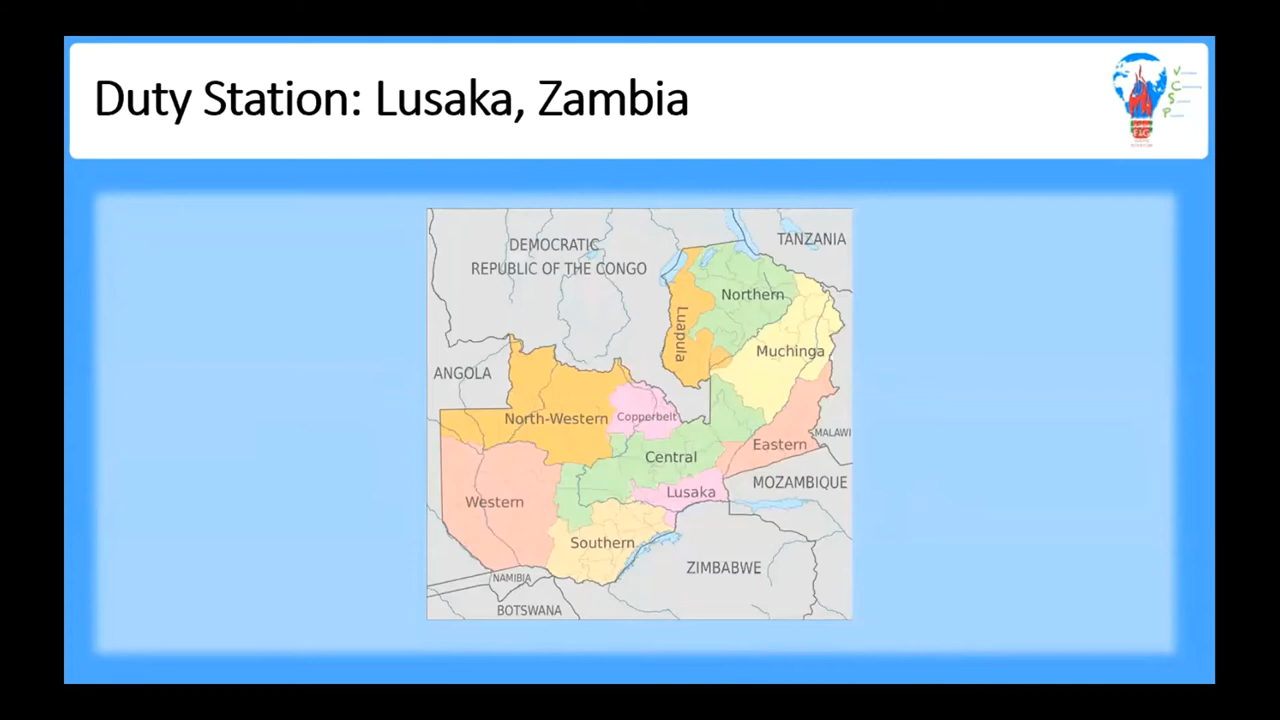 Duty Station: Lusaka, Zambia
V
C
S
P
DEMOCRATIC
REPUBLIC OF THE CONGO
TANZANIA
Northern
Luapula
Muchinga
ANGOLA
North-Western
Copperbelt
MALAWI
Eastern
Central
MOZAMBIQUE
Lusaka
Western
Southern
ZIMBABWE
NAMIBIA
BOTSWANA